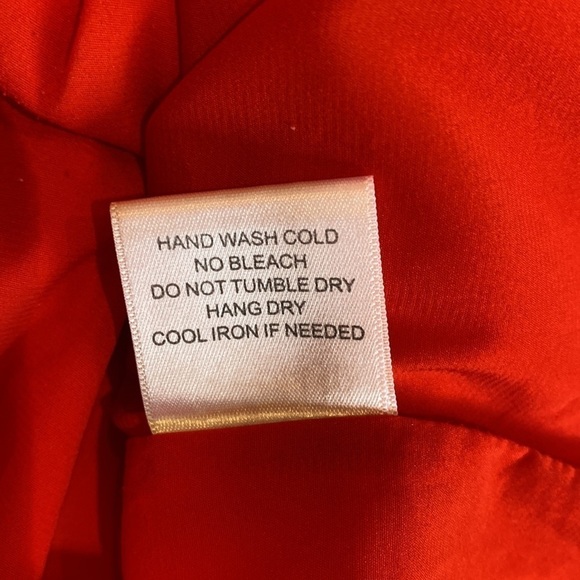 HAND WASH COLD
NO BLEACH
DO NOT TUMBLE DRY
HANG DRY
COOL IRON IF NEEDED